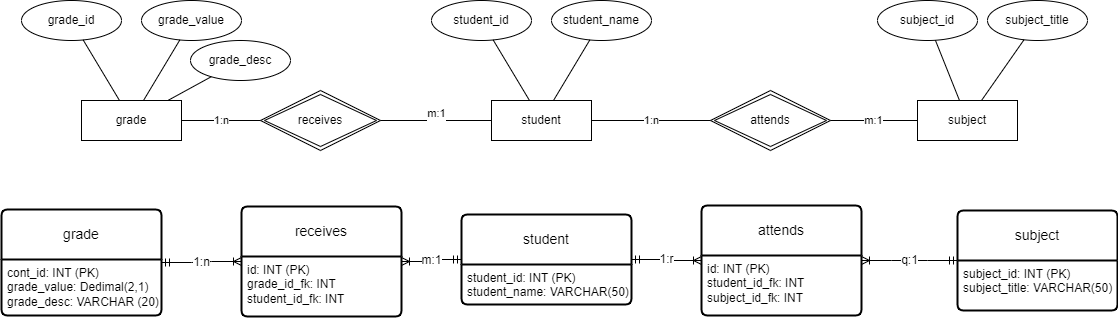 grade_id
grade_value
grade_desc
student_id
student_name
subject_id
subject_title
grade
1:n
receives
m:1
student
1:n
attends
m:1
subject
grade
cont_id: INT (PK)
grade_value: Dedimal(2,1)
grade_desc: VARCHAR (20)
1:n
receives
id: INT (PK)
grade_id_fk: INT
student_id_fk: INT
m:1
student
student_id: INT (PK)
student_name: VARCHAR(50)
1:r
attends
id: INT (PK)
student_id_fk: INT
subject_id_fk: INT
q:1
subject
subject_id: INT (PK)
subject_title: VARCHAR(50)